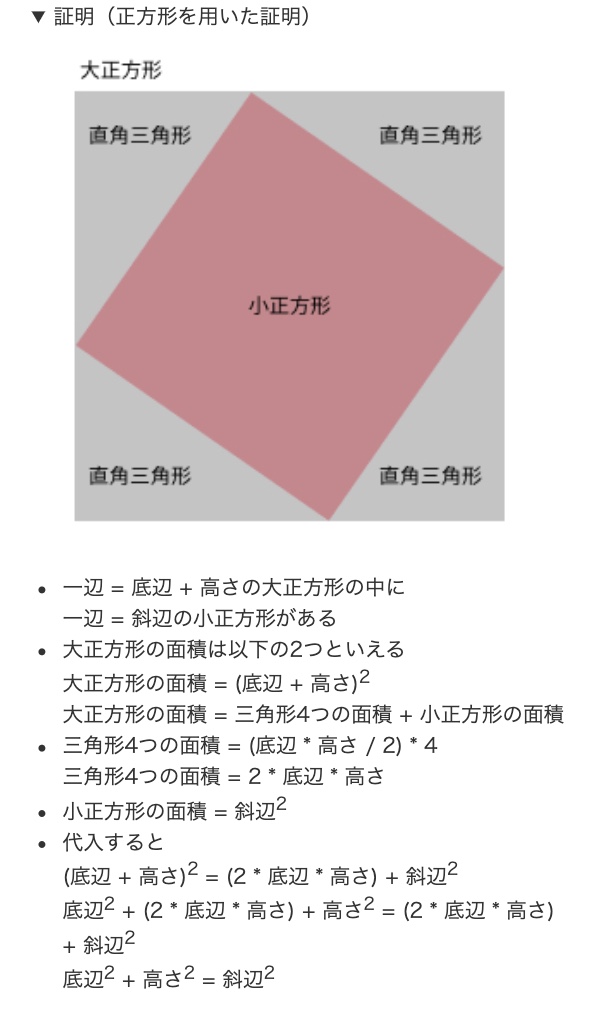 ▼ 証明（正方形を用いた証明）
大正方形
直角三角形
直角三角形
小正方形
直角三角形
直角三角形
• 一辺 = 底辺 + 高さの大正方形の中に
一辺 = 斜辺の小正方形がある
• 大正方形の面積は以下の2つといえる
大正方形の面積 = (底辺 + 高さ)²
大正方形の面積 = 三角形4つの面積 + 小正方形の面積
• 三角形4つの面積 = (底辺 * 高さ / 2) * 4
三角形4つの面積 = 2 * 底辺 * 高さ
• 小正方形の面積 = 斜辺²
• 代入すると
(底辺 + 高さ)² = (2 * 底辺 * 高さ) + 斜辺²
底辺² + (2 * 底辺 * 高さ) + 高さ² = (2 * 底辺 * 高さ)
+ 斜辺²
底辺² + 高さ² = 斜辺²